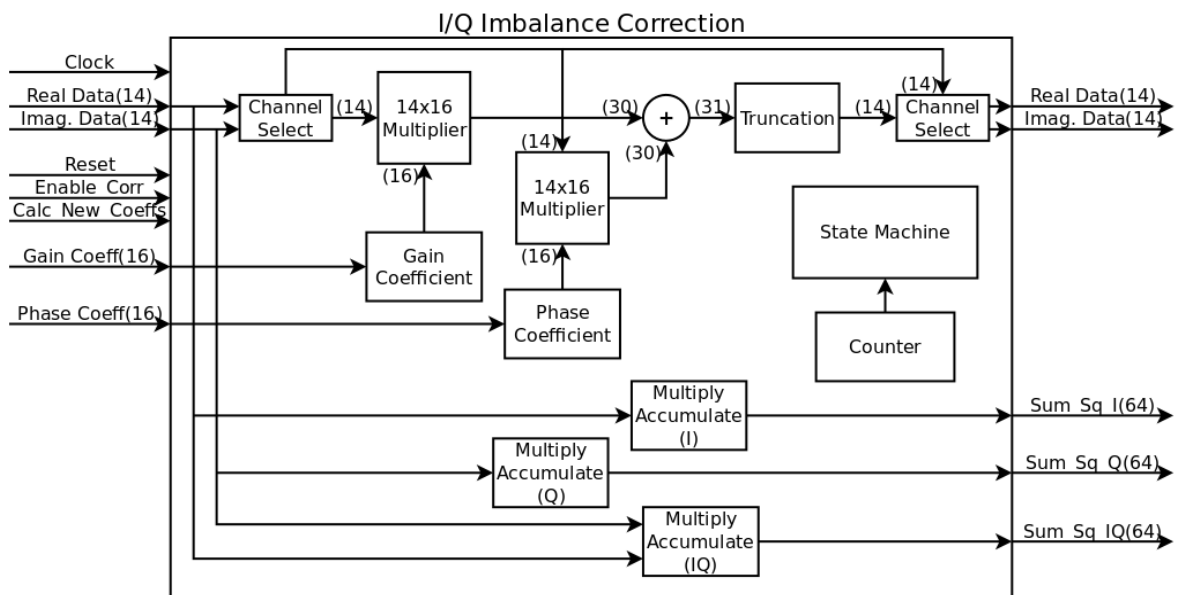 I/Q Imbalance Correction
Clock
Real Data(14)
Imag. Data(14)
Reset
Enable Corr
Calc New Coeffs
Gain Coeff(16)
Phase Coeff(16)
Channel
Select
(14)
14x16
Multiplier
(16)
Gain
Coefficient
(14)
14x16
Multiplier
(16)
Phase
Coefficient
(30)
+
(30)
(31)
Truncation
(14)
(14)
Channel
Select
Real Data(14)
Imag. Data(14)
State Machine
Counter
Multiply
Accumulate
(I)
Sum Sq I(64)
Multiply
Accumulate
(Q)
Sum Sq Q(64)
Multiply
Accumulate
(IQ)
Sum Sq IQ(64)